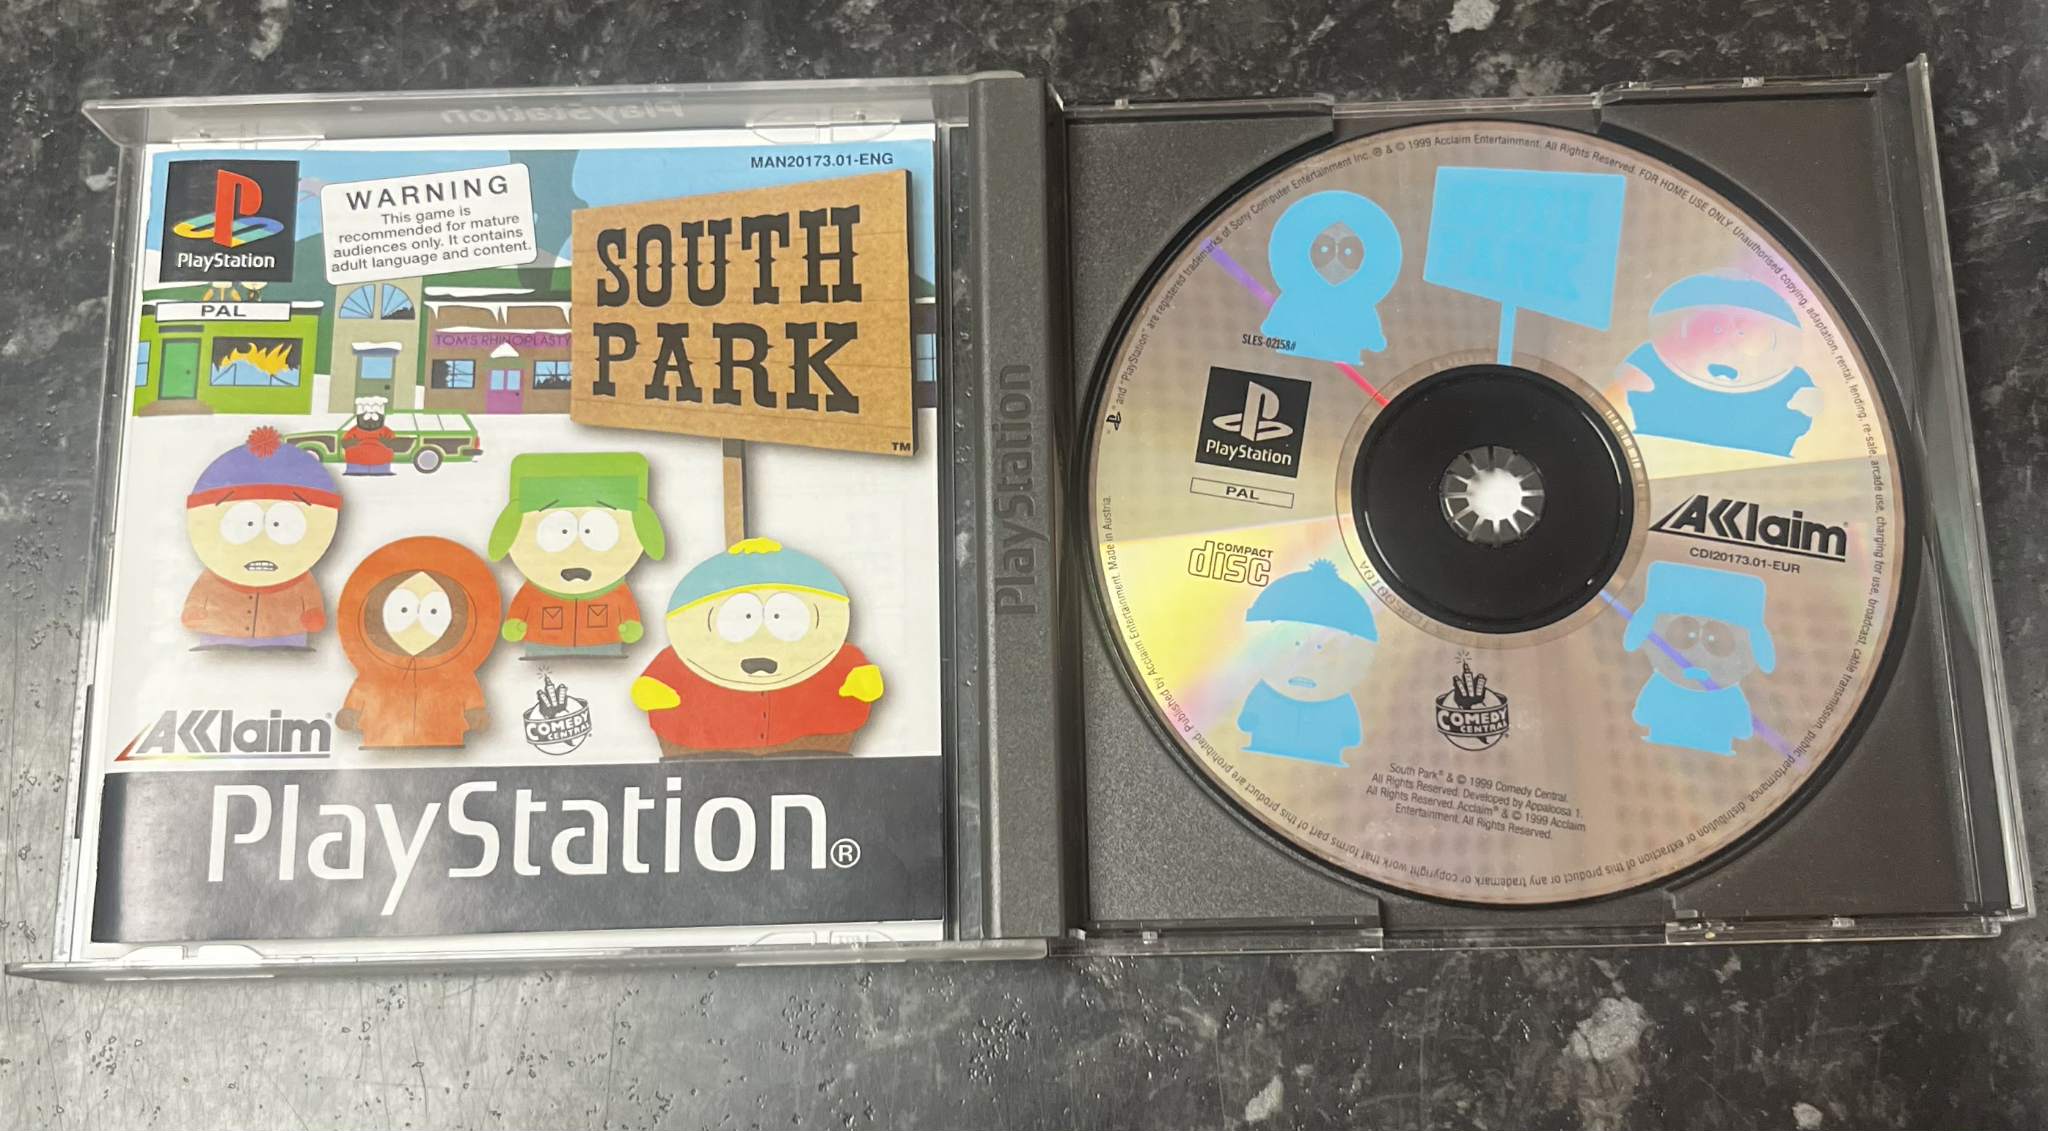 PlayStation
MAN20173.01-ENG
PlayStation
PAL
WARNING
This game is
recommended for mature
audiences only. It contains
adult language and content.
SOUTH
PARK
TM
TOM'S RHINOPLASTY
AKKlaim
COMEDY
CENTRAL
PlayStation®
PlayStation
"PlayStation" are registered trademarks of Sony Computer Entertainment Inc. ® & © 1999 Acclaim Entertainment. All Rights Reserved. FOR HOME USE ONLY. Unauthorised copying, adaptation, rental, lending, re-sale, arcade use, charging for use, broadcast, cable transmission, public performance, distribution or extraction of this product or any trademark or copyright work that forms part of this product are prohibited. Published by Acclaim Entertainment. Made in Austria.
SLES-02158#
PlayStation
PAL
COMPACT
disc
AKKlaim
CDI20173.01-EUR
COMEDY
CENTRAL
South Park® & © 1999 Comedy Central.
All Rights Reserved. Developed by Appaloosa 1.
All Rights Reserved. Acclaim® & © 1999 Acclaim
Entertainment. All Rights Reserved.